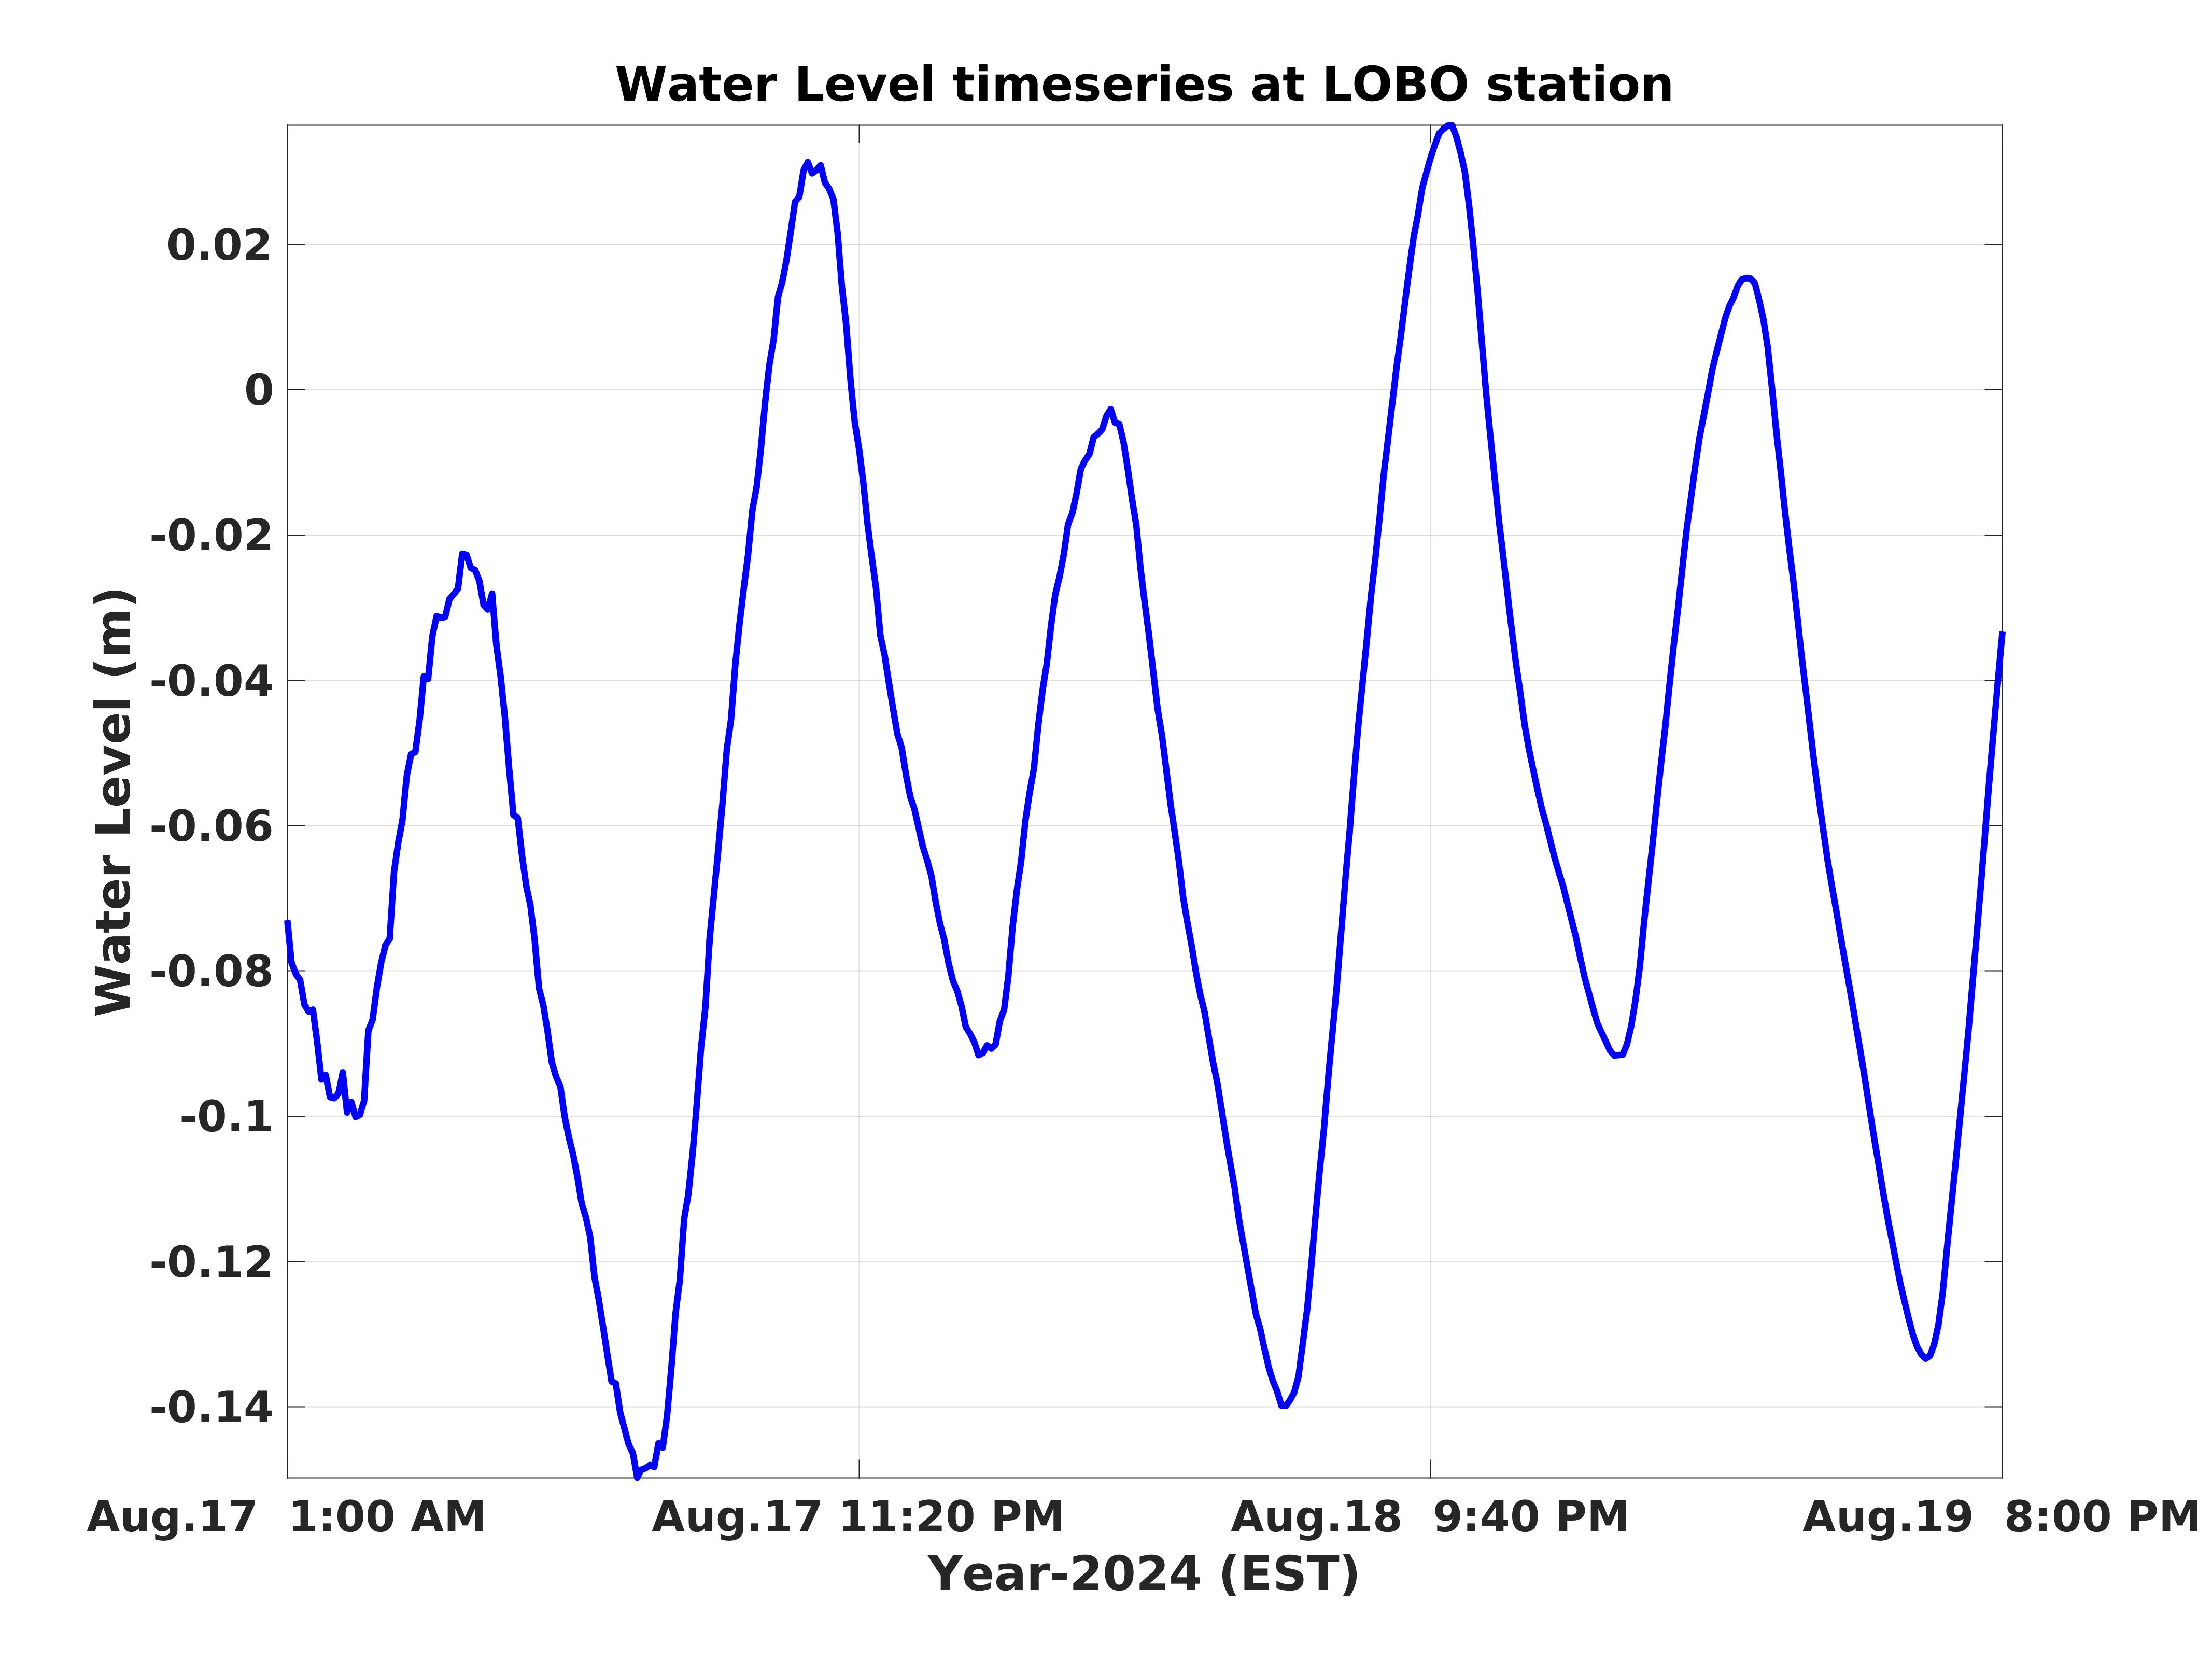 Water Level timeseries at LOBO station
Water Level (m)
0.02
0
-0.02
-0.04
-0.06
-0.08
-0.1
-0.12
-0.14
Aug.17  1:00 AM
Aug.17 11:20 PM
Aug.18  9:40 PM
Aug.19  8:00 PM
Year-2024 (EST)